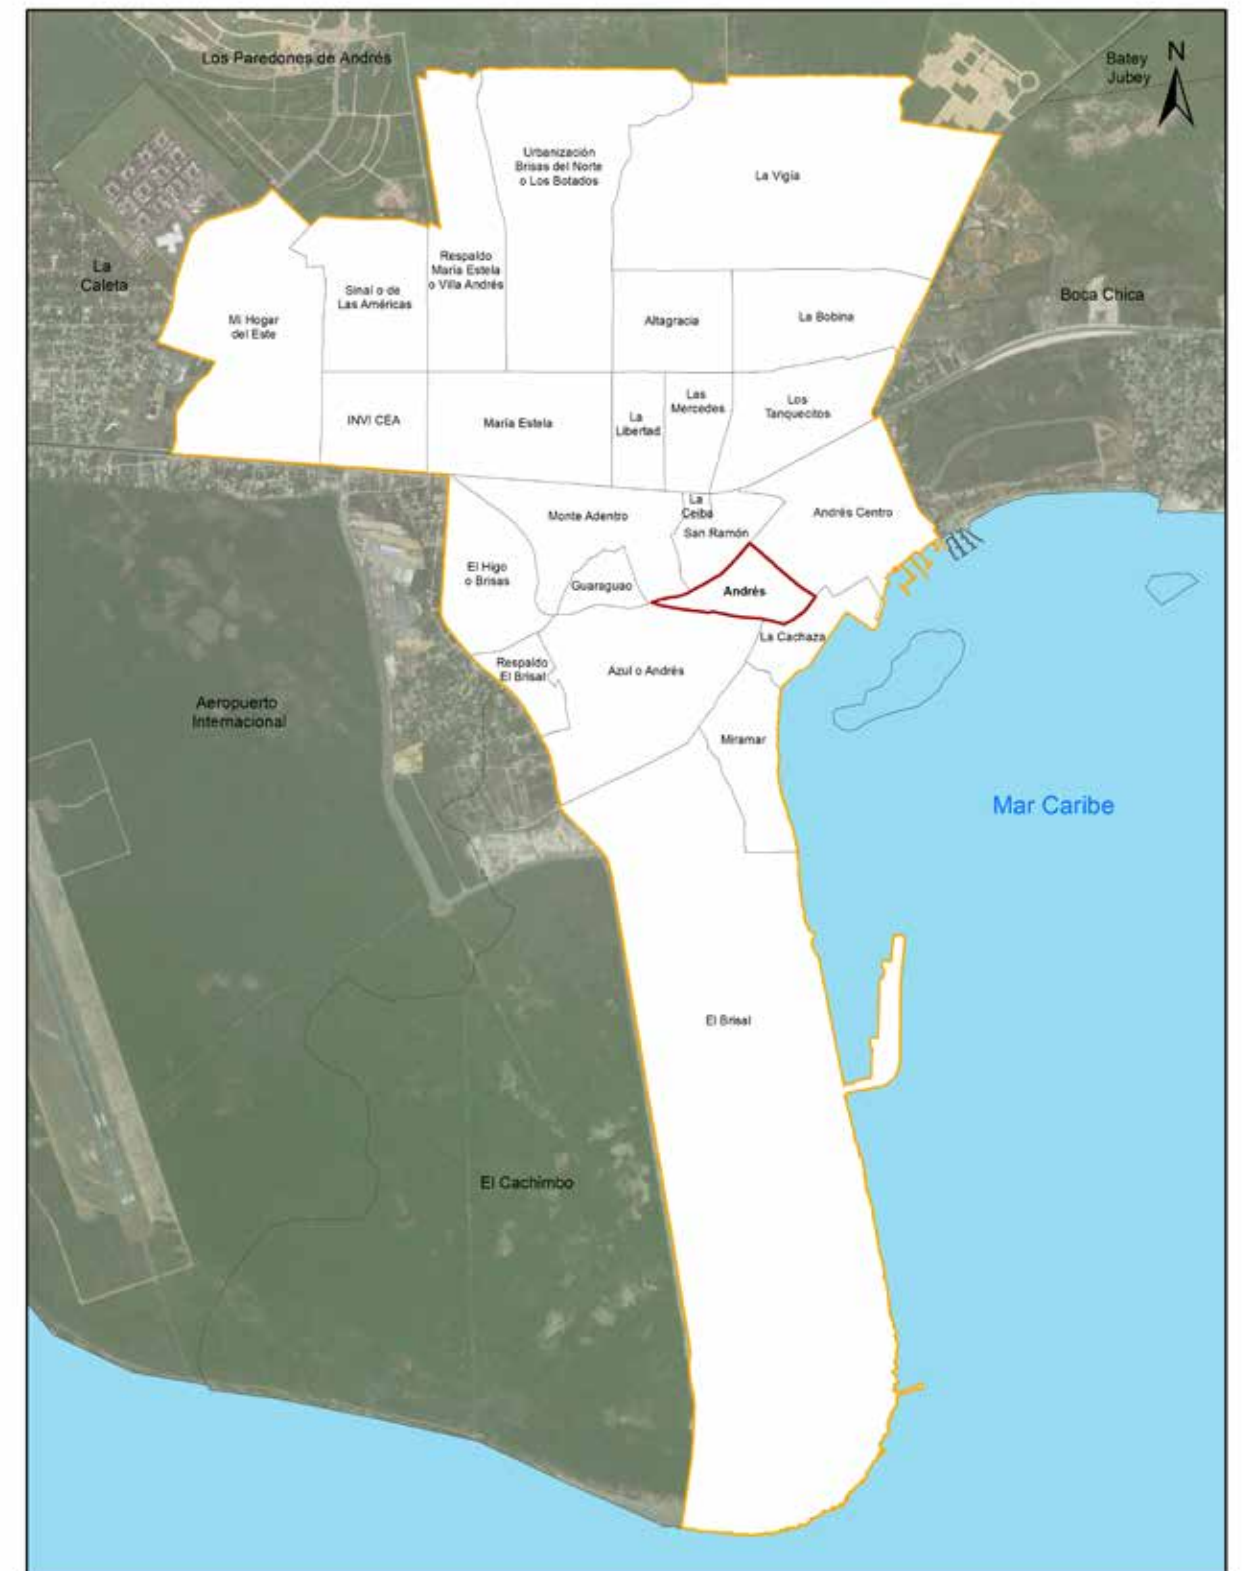 N
Los Paredones de Andrés
Batey
Jubey
Urbanización
Brisas del Norte
o Los Botados
La Vigía
La
Caleta
Respaldo
María Estela
o Villa Andrés
Sinaí o de
Las Américas
Boca Chica
Mi Hogar
del Este
Altagracia
La Bobina
INVI CEA
María Estela
La
Libertad
Las
Mercedes
Los
Tanquecitos
Monte Adentro
La
Ceiba
San Ramón
Andrés Centro
El Higo
o Brisas
Guaraguao
Andrés
La Cachaza
Respaldo
El Brisal
Azul o Andrés
Aeropuerto
Internacional
Miramar
Mar Caribe
El Brisal
El Cachimbo